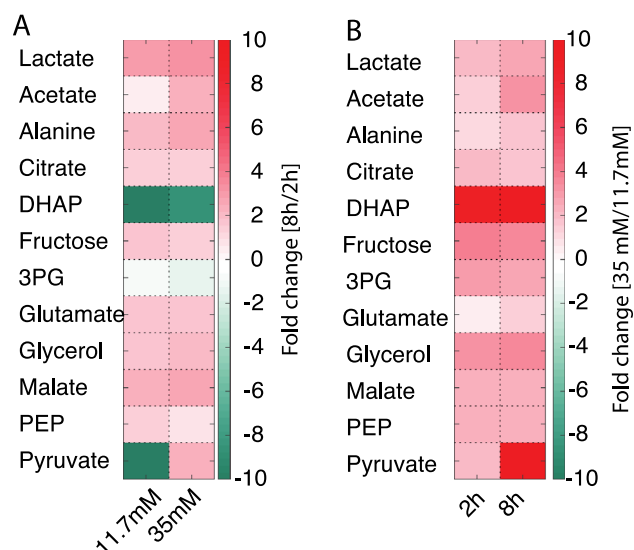 A
Lactate
Acetate
Alanine
Citrate
DHAP
Fructose
3PG
Glutamate
Glycerol
Malate
PEP
Pyruvate
11.7mM
35mM
10
8
6
4
2
0
-2
-4
-6
-8
-10
Fold change [8h/2h]
B
Lactate
Acetate
Alanine
Citrate
DHAP
Fructose
3PG
Glutamate
Glycerol
Malate
PEP
Pyruvate
2h
8h
10
8
6
4
2
0
-2
-4
-6
-8
-10
Fold change [35 mM/11.7mM]